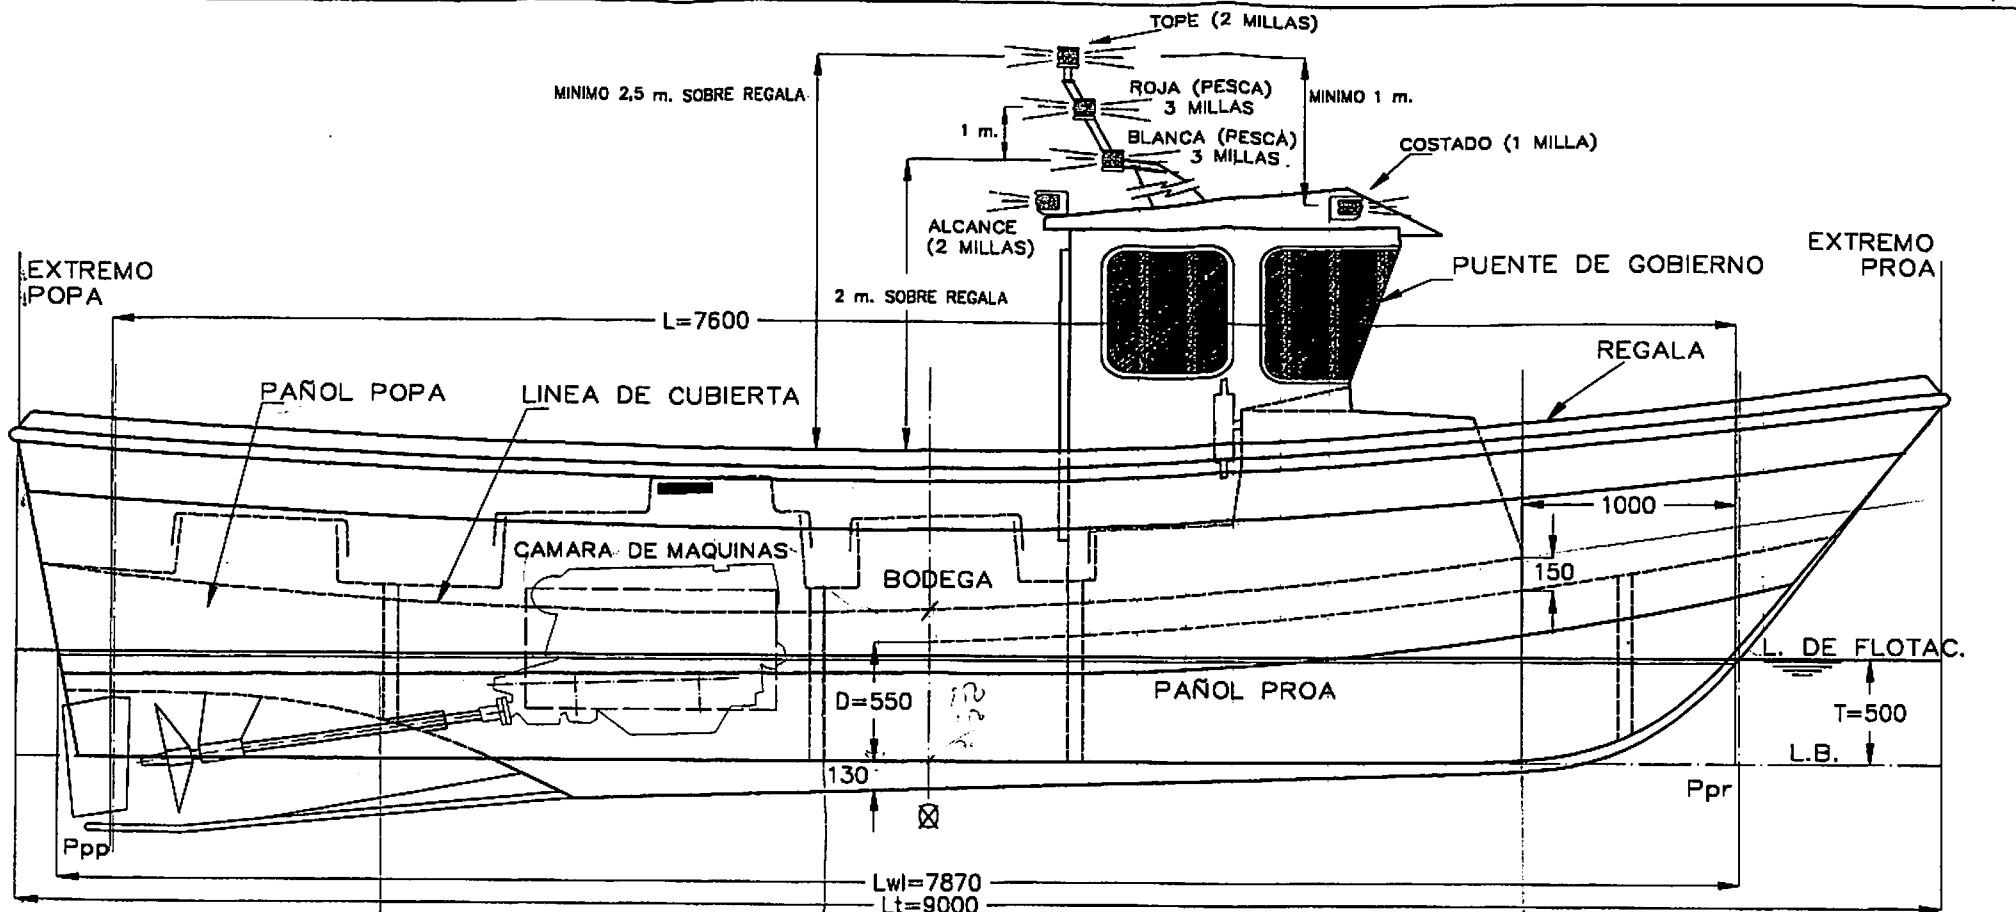 TOPE (2 MILLAS)
MINIMO 2,5 m. SOBRE REGALA
ROJA (PESCA)
3 MILLAS
MINIMO 1 m.
1 m.
BLANCA (PESCA)
3 MILLAS
COSTADO (1 MILLA)
ALCANCE
(2 MILLAS)
EXTREMO
POPA
EXTREMO
PROA
PUENTE DE GOBIERNO
2 m. SOBRE REGALA
L=7600
REGALA
PAÑOL POPA
LINEA DE CUBIERTA
1000
CAMARA DE MAQUINAS
BODEGA
150
L. DE FLOTAC.
PAÑOL PROA
D=550
T=500
L.B.
130
Ppr
Ppp
Lwl=7870
Lt=9000